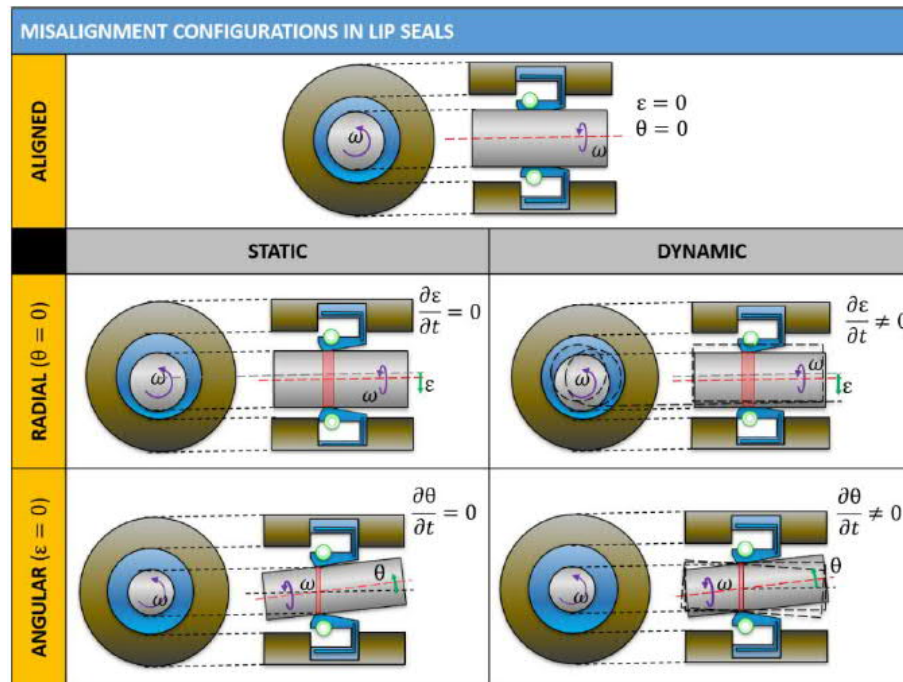 MISALIGNMENT CONFIGURATIONS IN LIP SEALS
ALIGNED
ω
ω
ε = 0
θ = 0
STATIC
DYNAMIC
RADIAL (θ = 0)
ω
ω
∂ε/∂t = 0
ε
ω
ω
∂ε/∂t ≠ 0
ε
ANGULAR (ε = 0)
ω
ω
∂θ/∂t = 0
θ
ω
ω
∂θ/∂t ≠ 0
θ